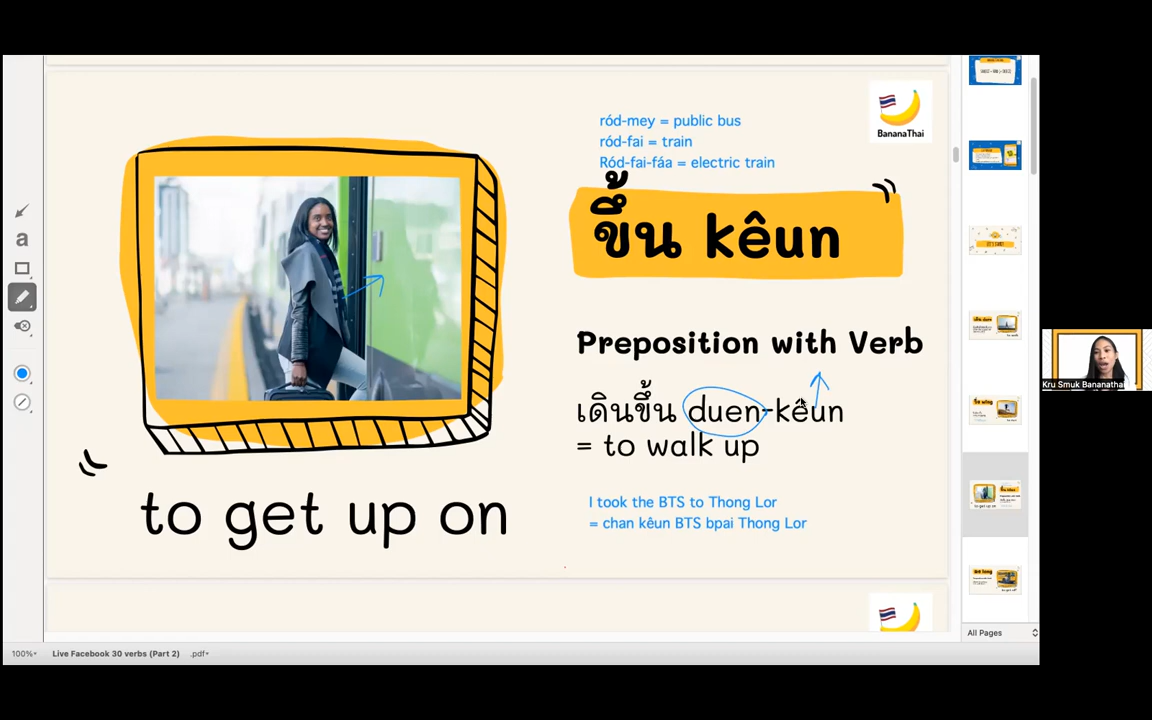 BananaThai
ród-mey = public bus
ród-fai = train
Ród-fai-fáa = electric train
ขึ้น kêun
Preposition with Verb
เดินขึ้น duen-kêun
= to walk up
to get up on
I took the BTS to Thong Lor
= chan kêun BTS bpai Thong Lor
a
Kru Smuk Bananathai
All Pages
100%
Live Facebook 30 verbs (Part 2)
.pdf